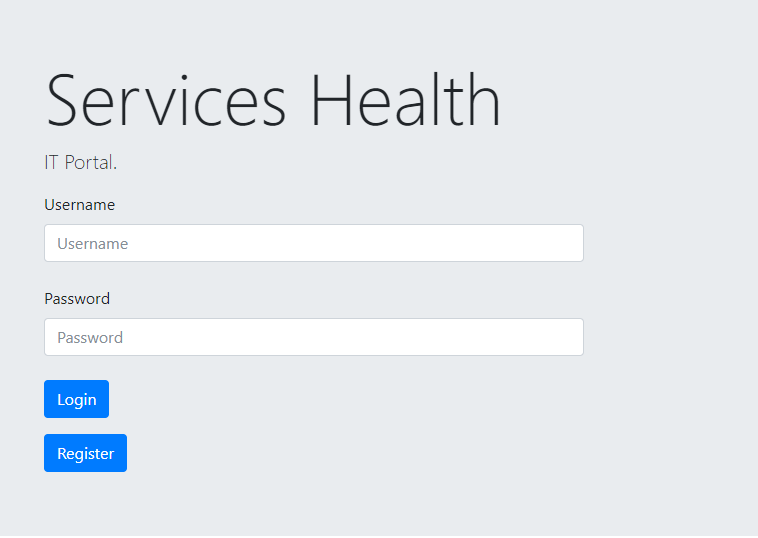 Services Health
IT Portal.
Username
Username
Password
Password
Login
Register